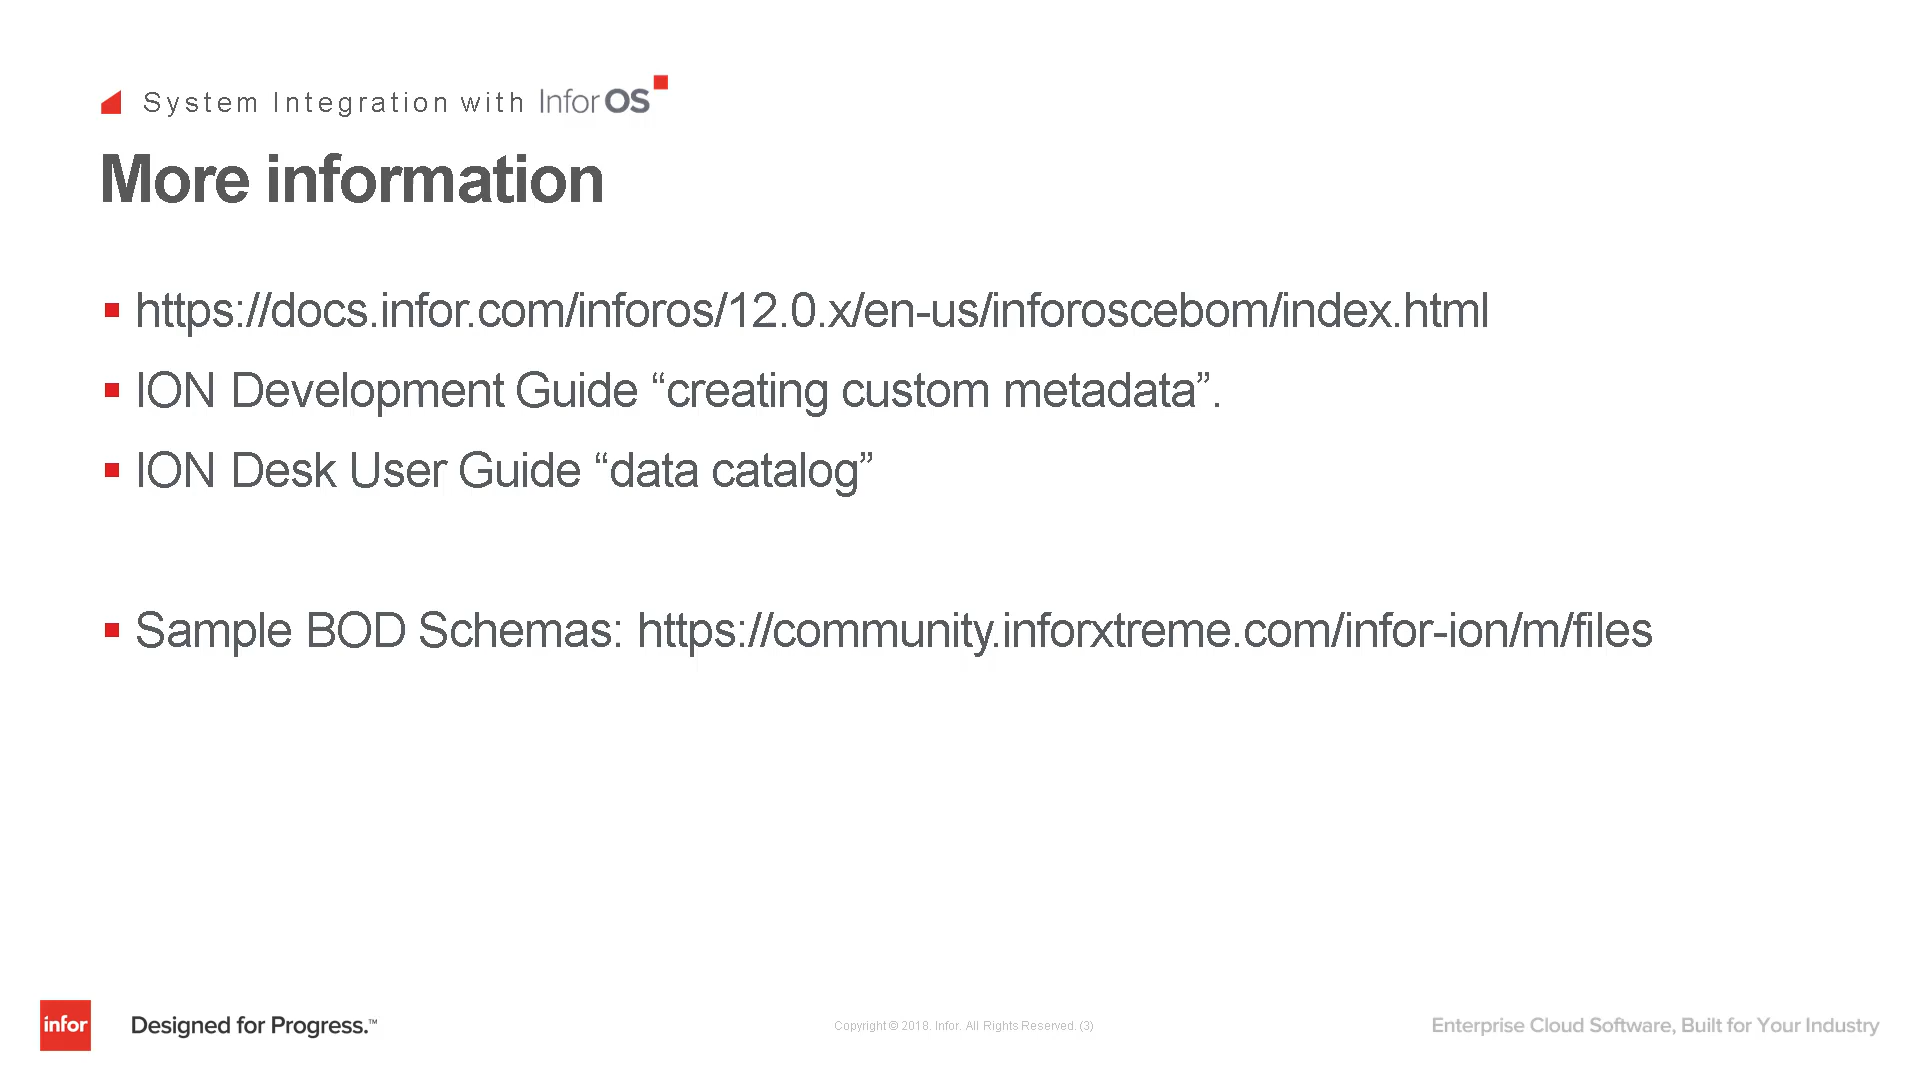 System Integration with Infor OS
More information
https://docs.infor.com/inforos/12.0.x/en-us/inforoscebom/index.html
ION Development Guide “creating custom metadata”.
ION Desk User Guide “data catalog”
Sample BOD Schemas: https://community.inforxtreme.com/infor-ion/m/files
infor Designed for Progress.™ Copyright © 2018. Infor. All Rights Reserved. (3) Enterprise Cloud Software, Built for Your Industry